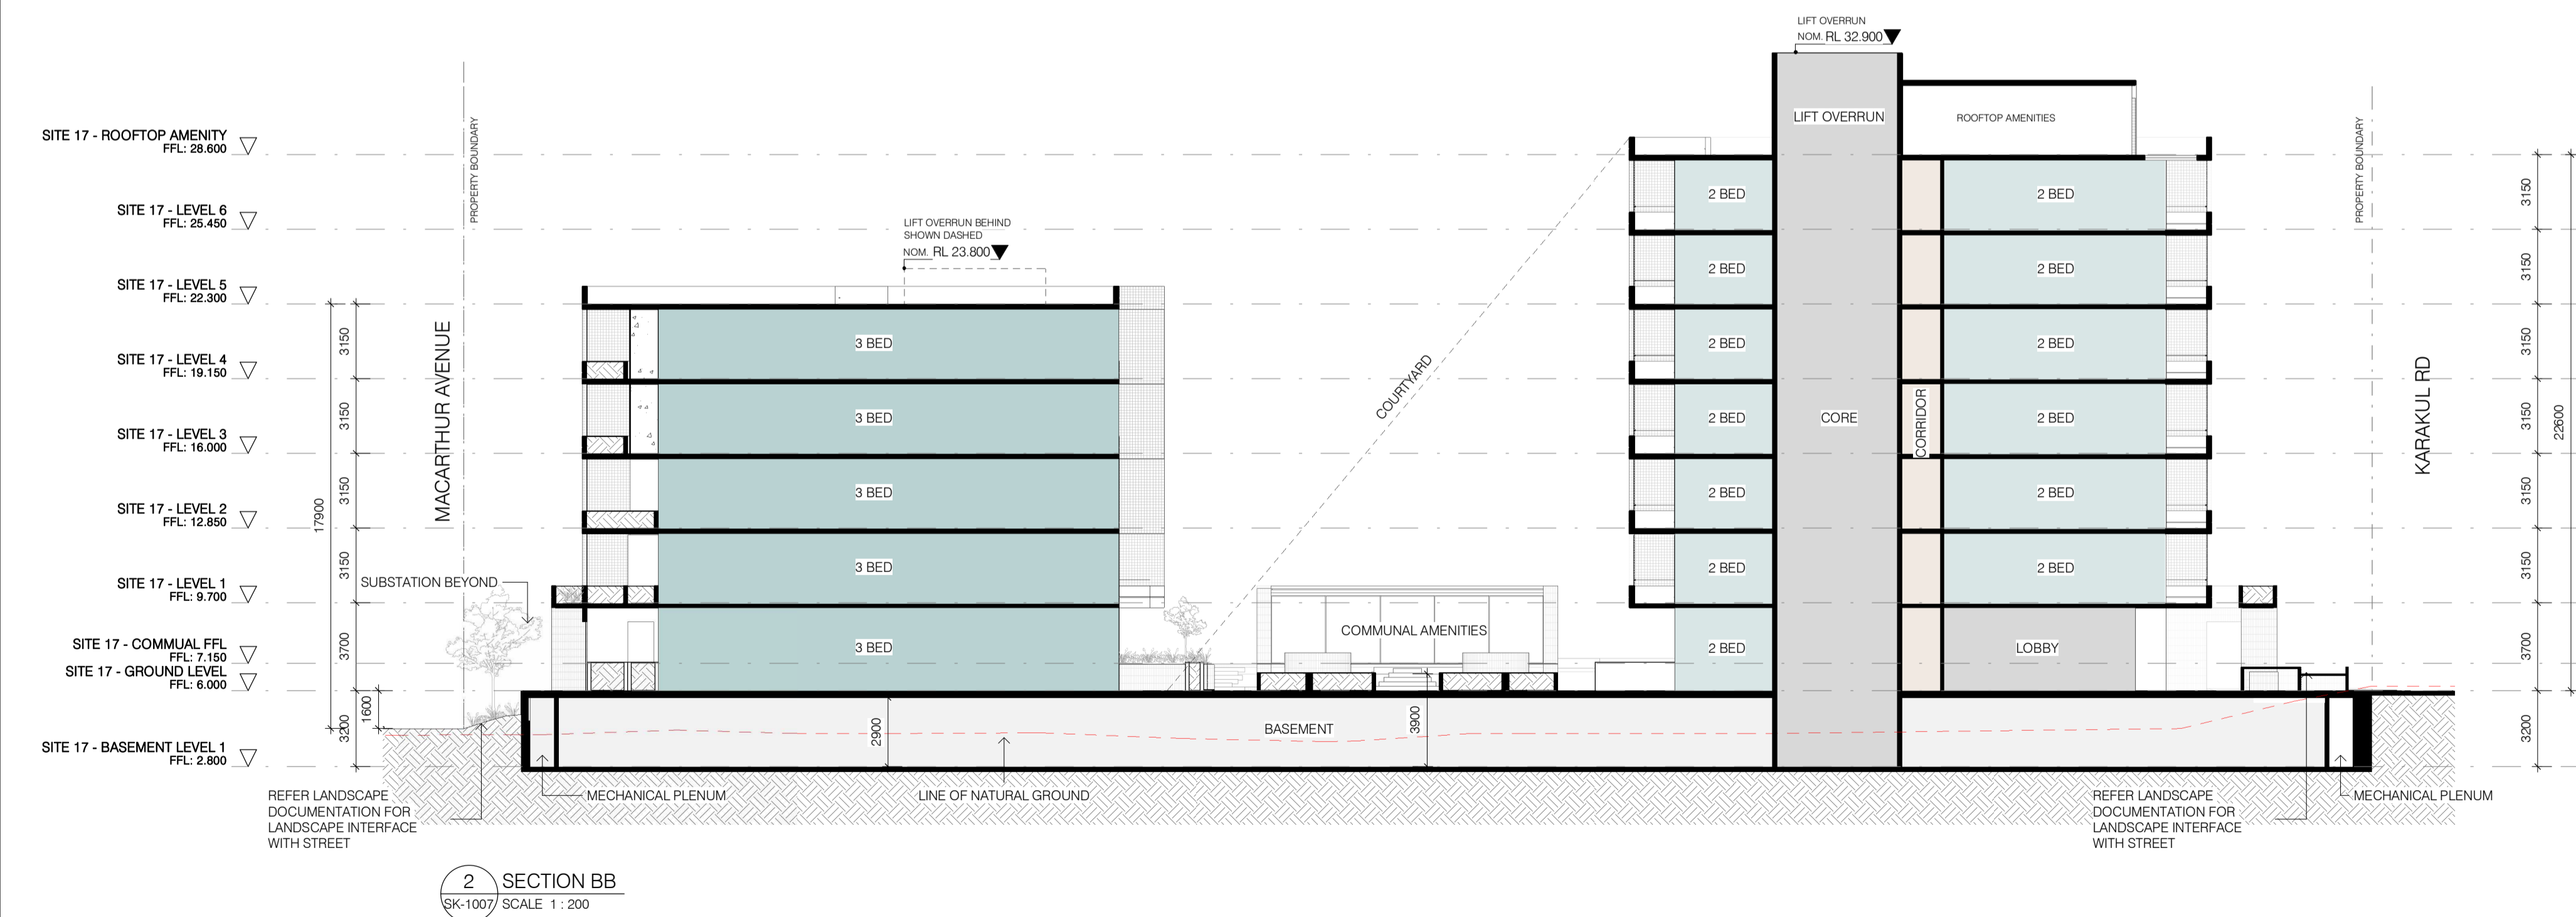 LIFT OVERRUN
NOM. RL 32.900
SITE 17 - ROOFTOP AMENITY
FFL: 28.600
SITE 17 - LEVEL 6
FFL: 25.450
SITE 17 - LEVEL 5
FFL: 22.300
SITE 17 - LEVEL 4
FFL: 19.150
SITE 17 - LEVEL 3
FFL: 16.000
SITE 17 - LEVEL 2
FFL: 12.850
SITE 17 - LEVEL 1
FFL: 9.700
SITE 17 - COMMUAL FFL
FFL: 7.150
SITE 17 - GROUND LEVEL
FFL: 6.000
SITE 17 - BASEMENT LEVEL 1
FFL: 2.800
17900
3150
3150
3150
3150
3700
3200
1600
MACARTHUR AVENUE
PROPERTY BOUNDARY
SUBSTATION BEYOND
LIFT OVERRUN BEHIND
SHOWN DASHED
NOM. RL 23.800
3 BED
3 BED
3 BED
3 BED
3 BED
COURTYARD
COMMUNAL AMENITIES
LIFT OVERRUN
ROOFTOP AMENITIES
2 BED
2 BED
2 BED
2 BED
2 BED
2 BED
2 BED
CORE
CORRIDOR
2 BED
2 BED
2 BED
2 BED
2 BED
2 BED
LOBBY
PROPERTY BOUNDARY
KARAKUL RD
3150
3150
3150
3150
3150
3150
3700
3200
22600
2900
BASEMENT
3900
REFER LANDSCAPE
DOCUMENTATION FOR
LANDSCAPE INTERFACE
WITH STREET
MECHANICAL PLENUM
LINE OF NATURAL GROUND
REFER LANDSCAPE
DOCUMENTATION FOR
LANDSCAPE INTERFACE
WITH STREET
MECHANICAL PLENUM
2
SK-1007
SECTION BB
SCALE 1 : 200